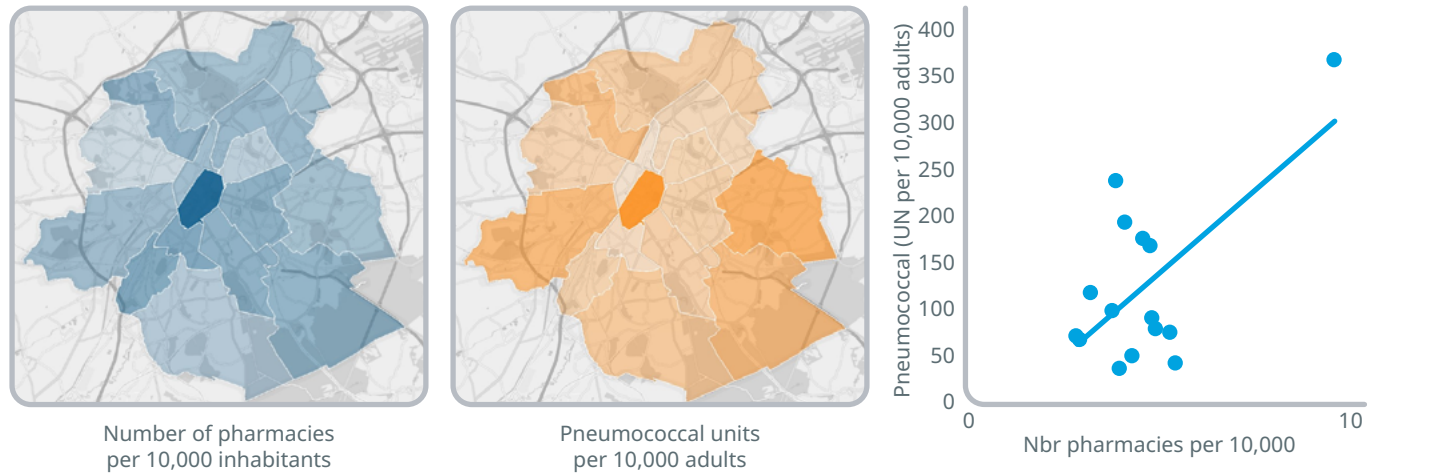 Number of pharmacies
per 10,000 inhabitants
Pneumococcal units
per 10,000 adults
Pneumococcal (UN per 10,000 adults)
400
350
300
250
200
150
100
50
0
0
10
Nbr pharmacies per 10,000